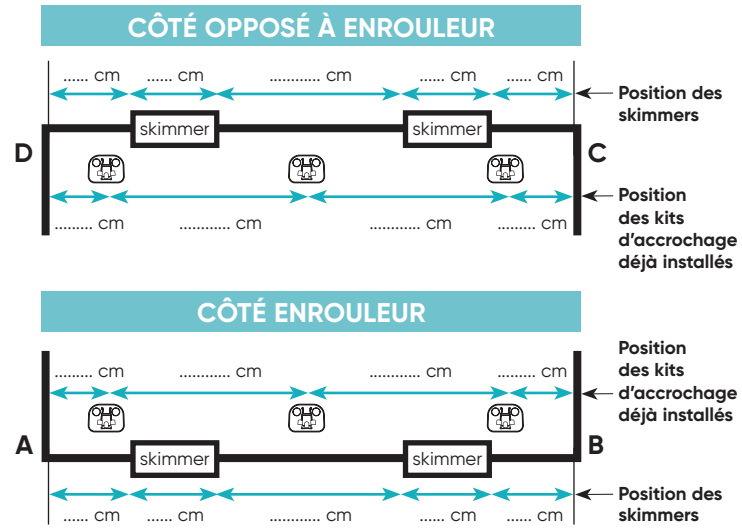 CÔTÉ OPPOSÉ À ENROULEUR
...... cm ...... cm ............ cm ...... cm ...... cm
Position des
skimmers
skimmer skimmer
D C
Position
des kits
d'accrochage
déjà installés
......... cm ............ cm ............ cm ......... cm
CÔTÉ ENROULEUR
......... cm ............ cm ............ cm ......... cm
Position
des kits
d'accrochage
déjà installés
A B
skimmer skimmer
Position des
skimmers
...... cm ...... cm ............ cm ...... cm ...... cm